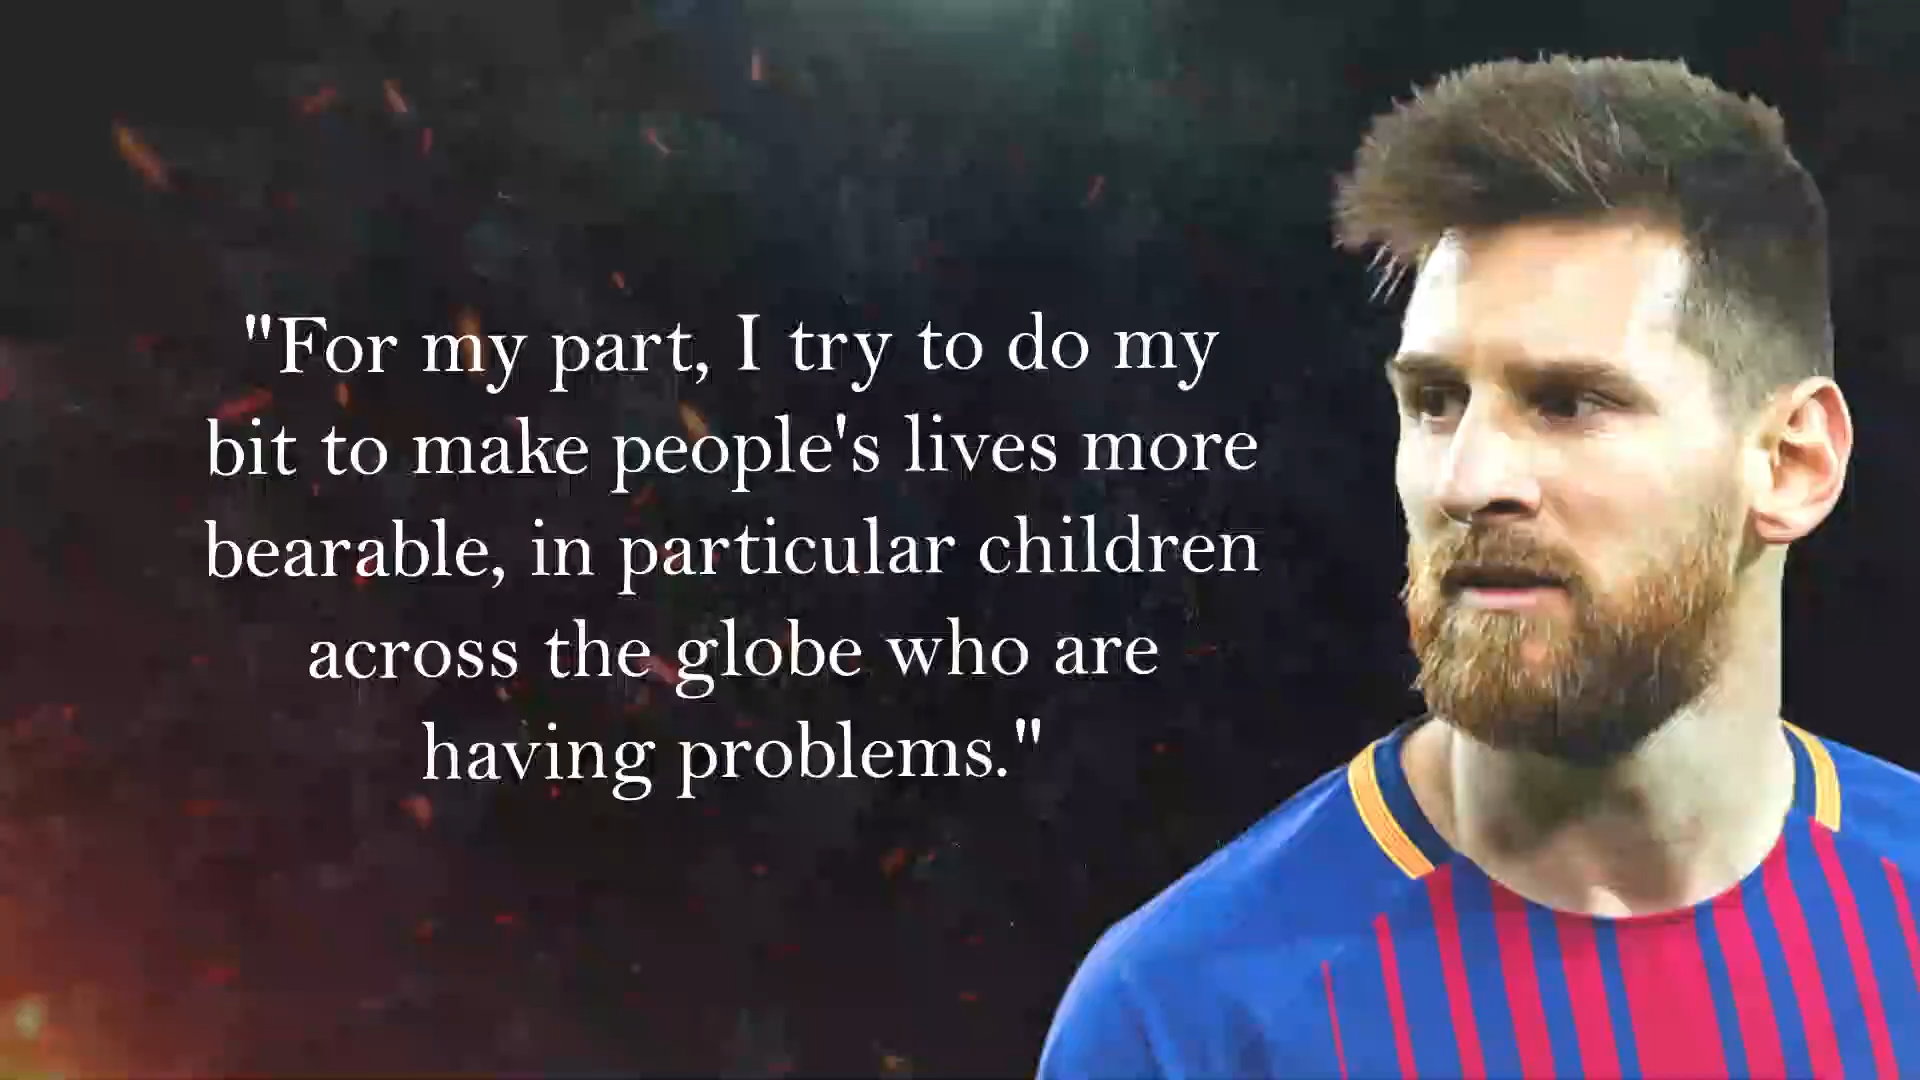 "For my part, I try to do my
bit to make people's lives more
bearable, in particular children
across the globe who are
having problems."